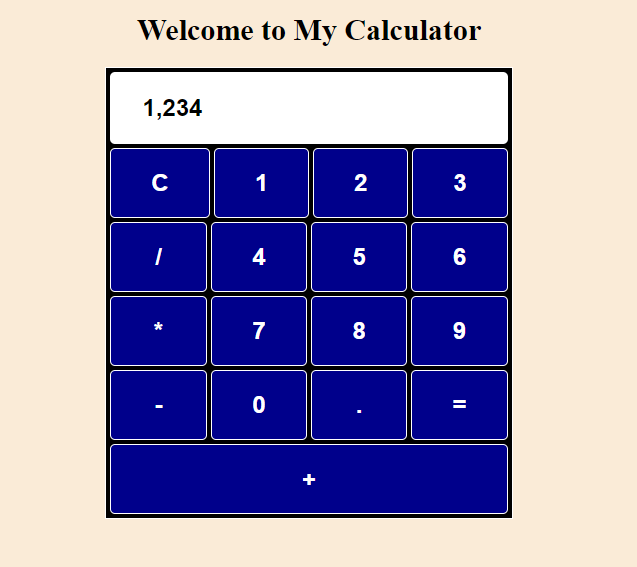 Welcome to My Calculator
1,234
C 1 2 3
/ 4 5 6
* 7 8 9
- 0 . =
+